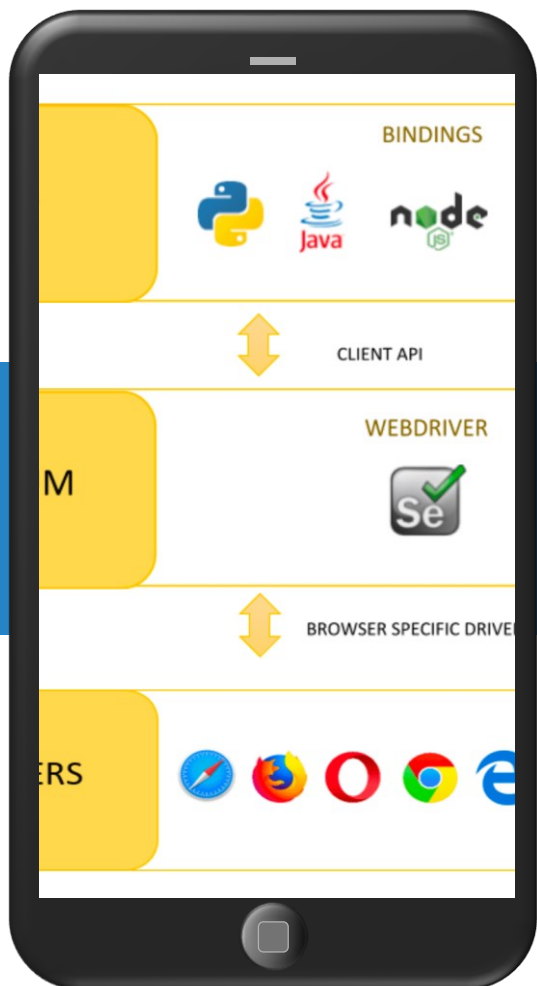 BINDINGS
Java
node
JS
CLIENT API
WEBDRIVER
M
Se
BROWSER SPECIFIC DRIVE
ERS